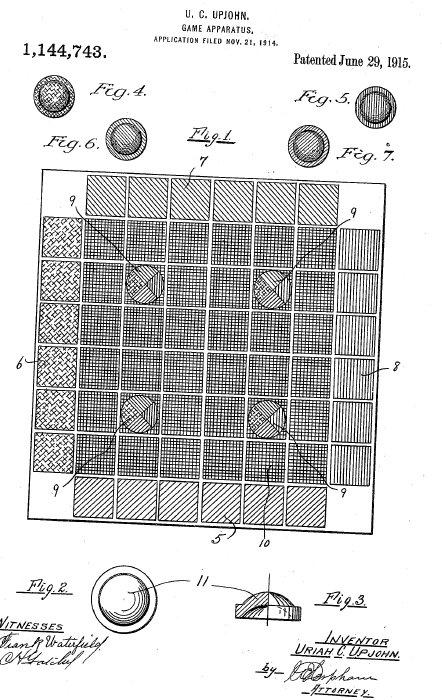 U. C. UPJOHN.
GAME APPARATUS.
APPLICATION FILED NOV. 21, 1914.
1,144,743.
Patented June 29, 1915.
Fig. 4.
Fig. 5.
Fig. 6.
Fig. 1.
Fig. 7.
7
9
9
6
8
9
9
5
10
Fig. 2.
11
Fig. 3.
WITNESSES
Frank Waterfield
INVENTOR
URIAH C. UPJOHN.
by
ATTORNEY.